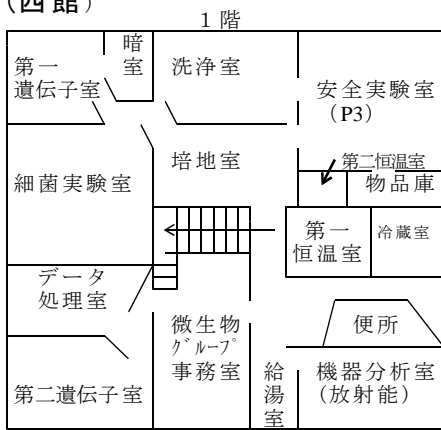 (西館)
1階
第一
遺伝子室
暗
室
洗浄室
安全実験室
(P3)
細菌実験室
培地室
第二恒温室
物品庫
第一
恒温室
冷蔵室
データ
処理室
微生物
グループ
事務室
便所
第二遺伝子室
給
湯
室
機器分析室
(放射能)